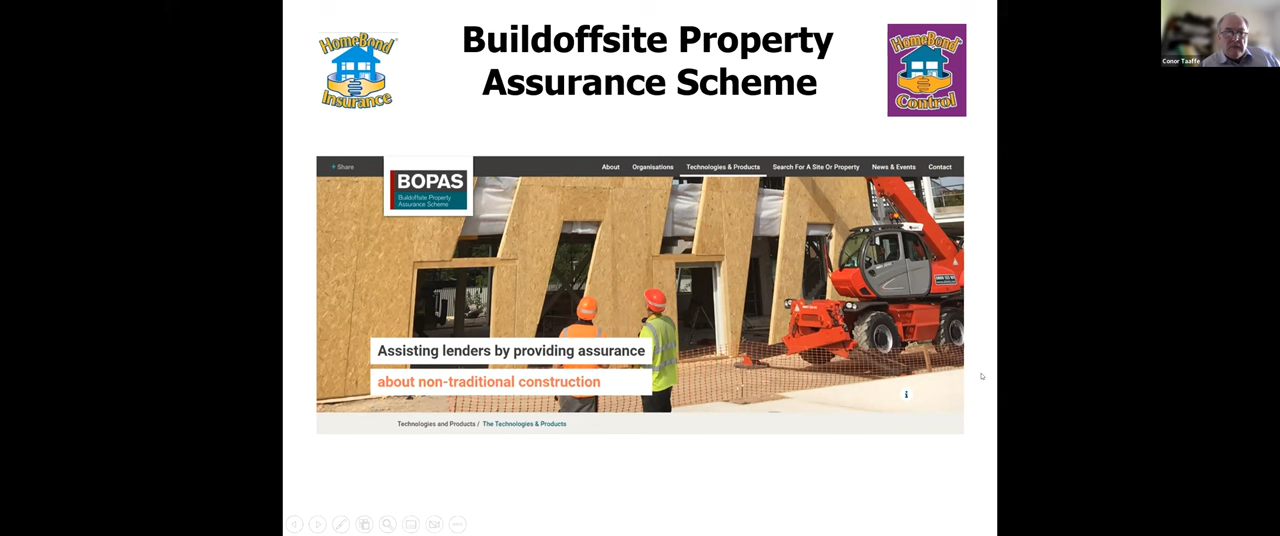 HomeBond
Insurance
Buildoffsite Property
Assurance Scheme
HomeBond
Control
Conor Taaffe
+ Share
BOPAS
Buildoffsite Property
Assurance Scheme
About
Organisations
Technologies & Products
Search For A Site Or Property
News & Events
Contact
Assisting lenders by providing assurance
about non-traditional construction
i
Technologies and Products / The Technologies & Products